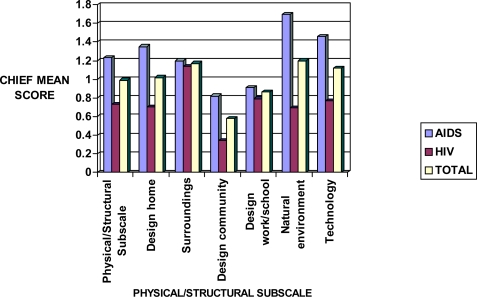 CHIEF MEAN
SCORE
1.8
1.6
1.4
1.2
1
0.8
0.6
0.4
0.2
0
Physical/Structural
Subscale
Design home
Surroundings
Design community
Design
work/school
Natural
environment
Technology
PHYSICAL/STRUCTURAL SUBSCALE
AIDS
HIV
TOTAL